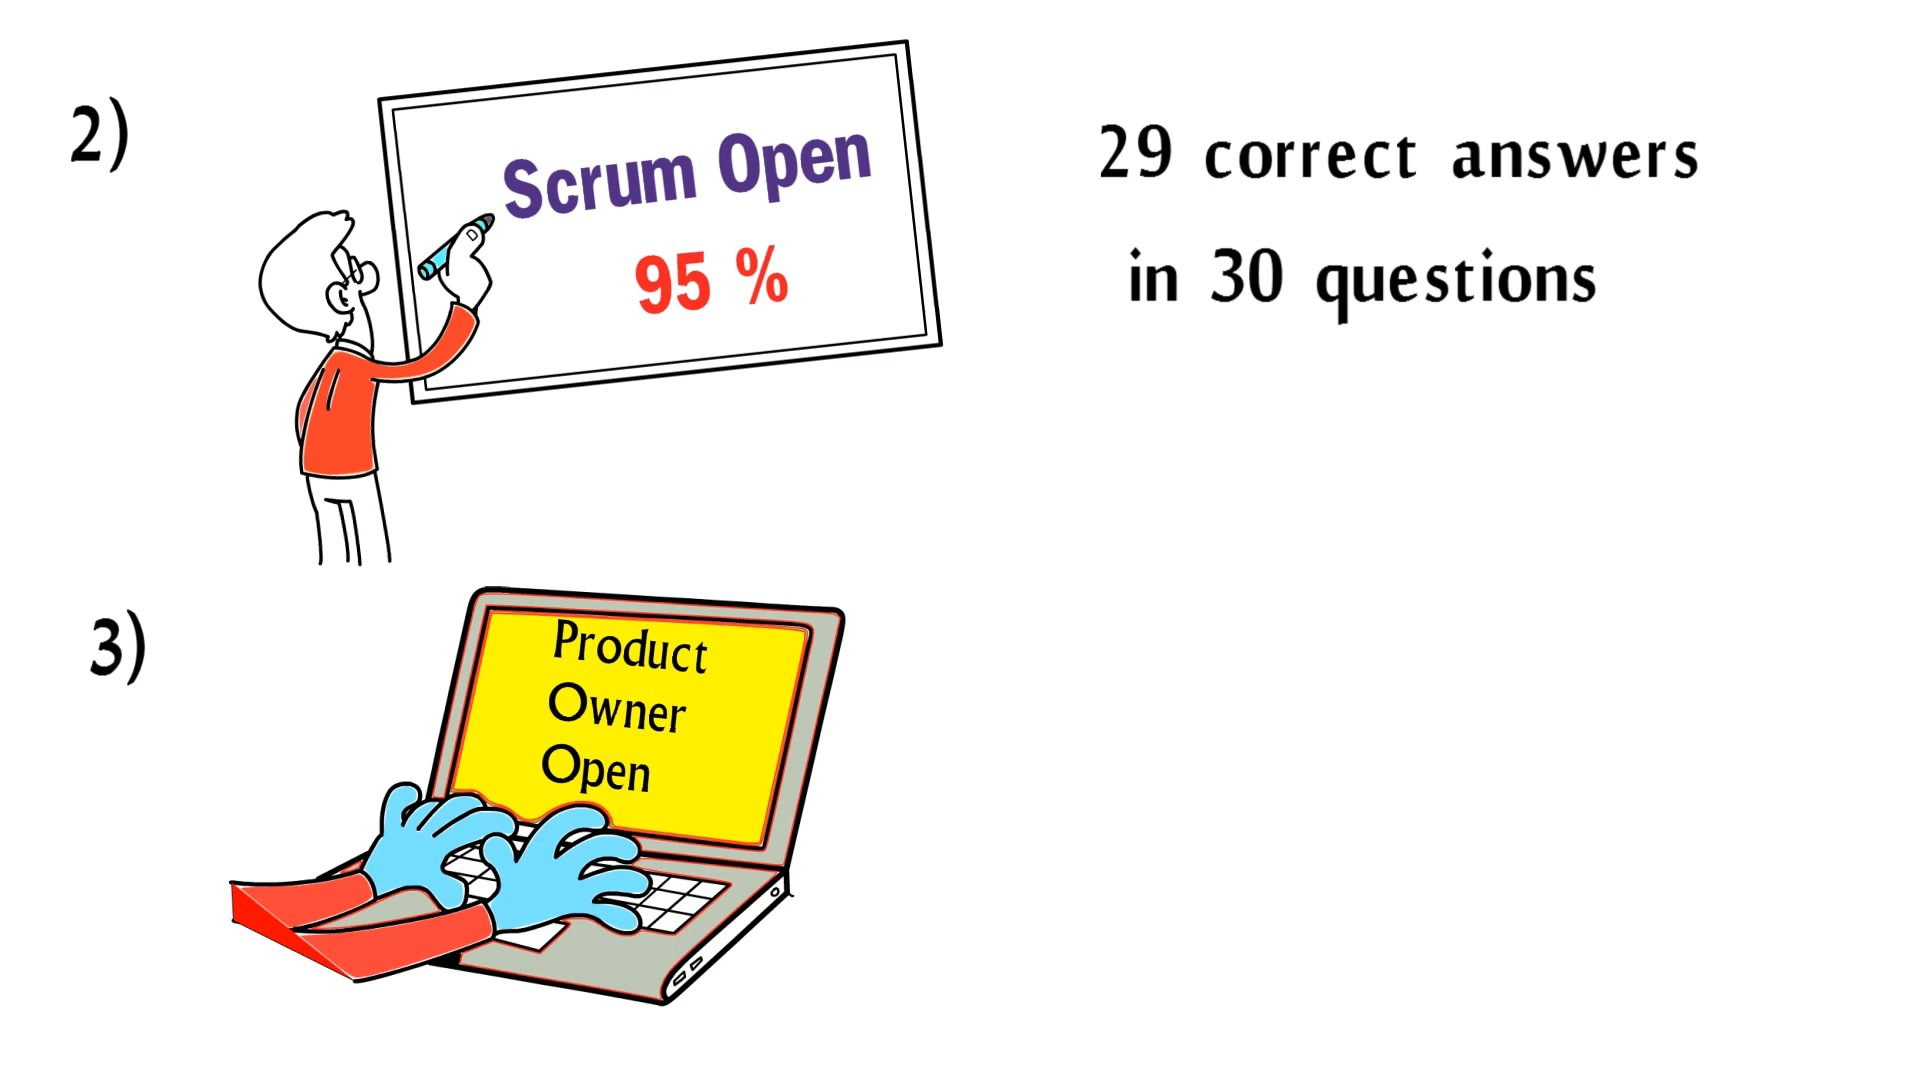 2)
Scrum Open
95 %
29 correct answers
in 30 questions
3)
Product
Owner
Open